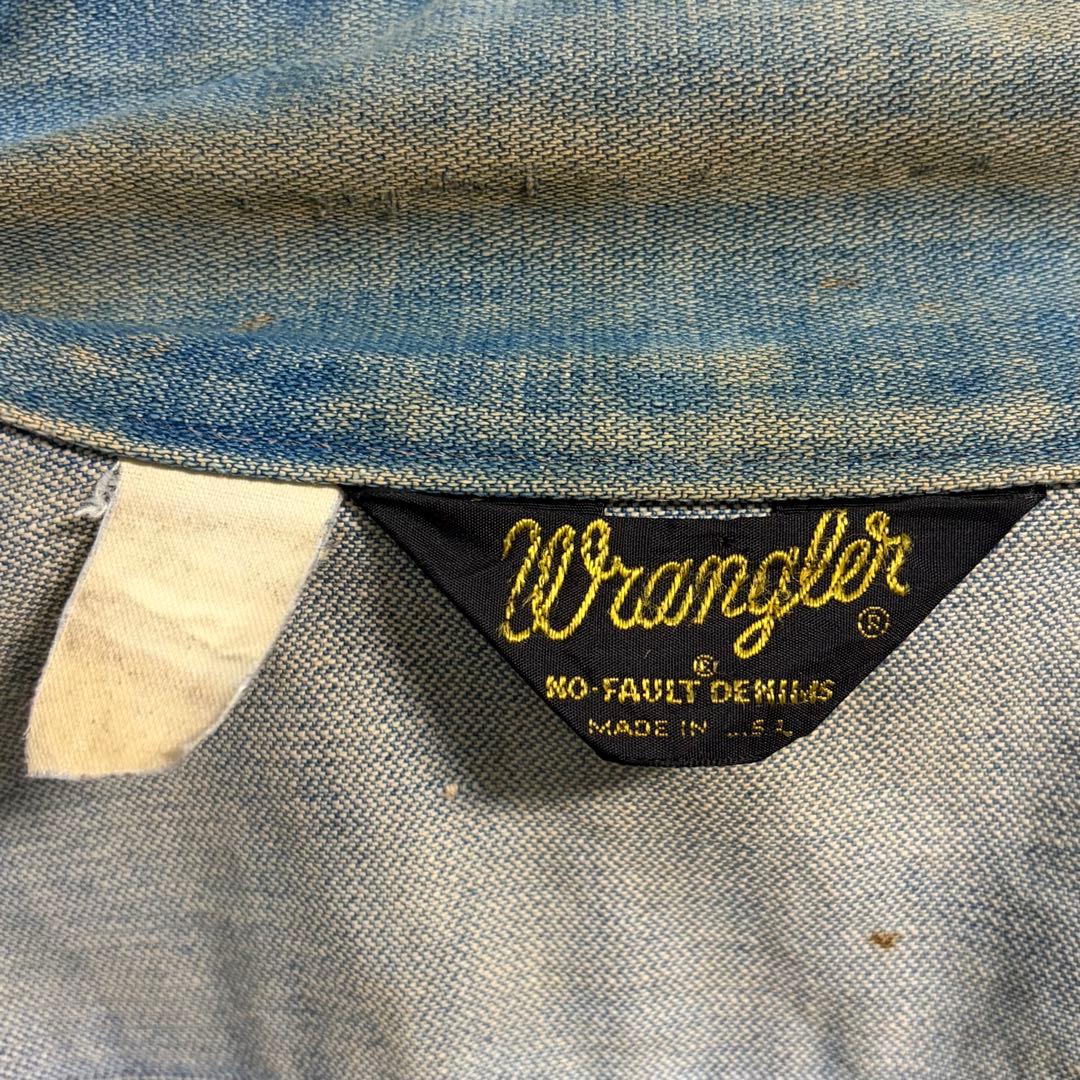 Wrangler®
®
NO-FAULT DENIMS
MADE IN